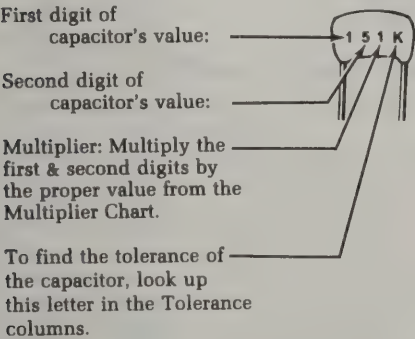 First digit of
capacitor's value:
1 5 1 K
Second digit of
capacitor's value:
Multiplier: Multiply the
first & second digits by
the proper value from the
Multiplier Chart.
To find the tolerance of
the capacitor, look up
this letter in the Tolerance
columns.